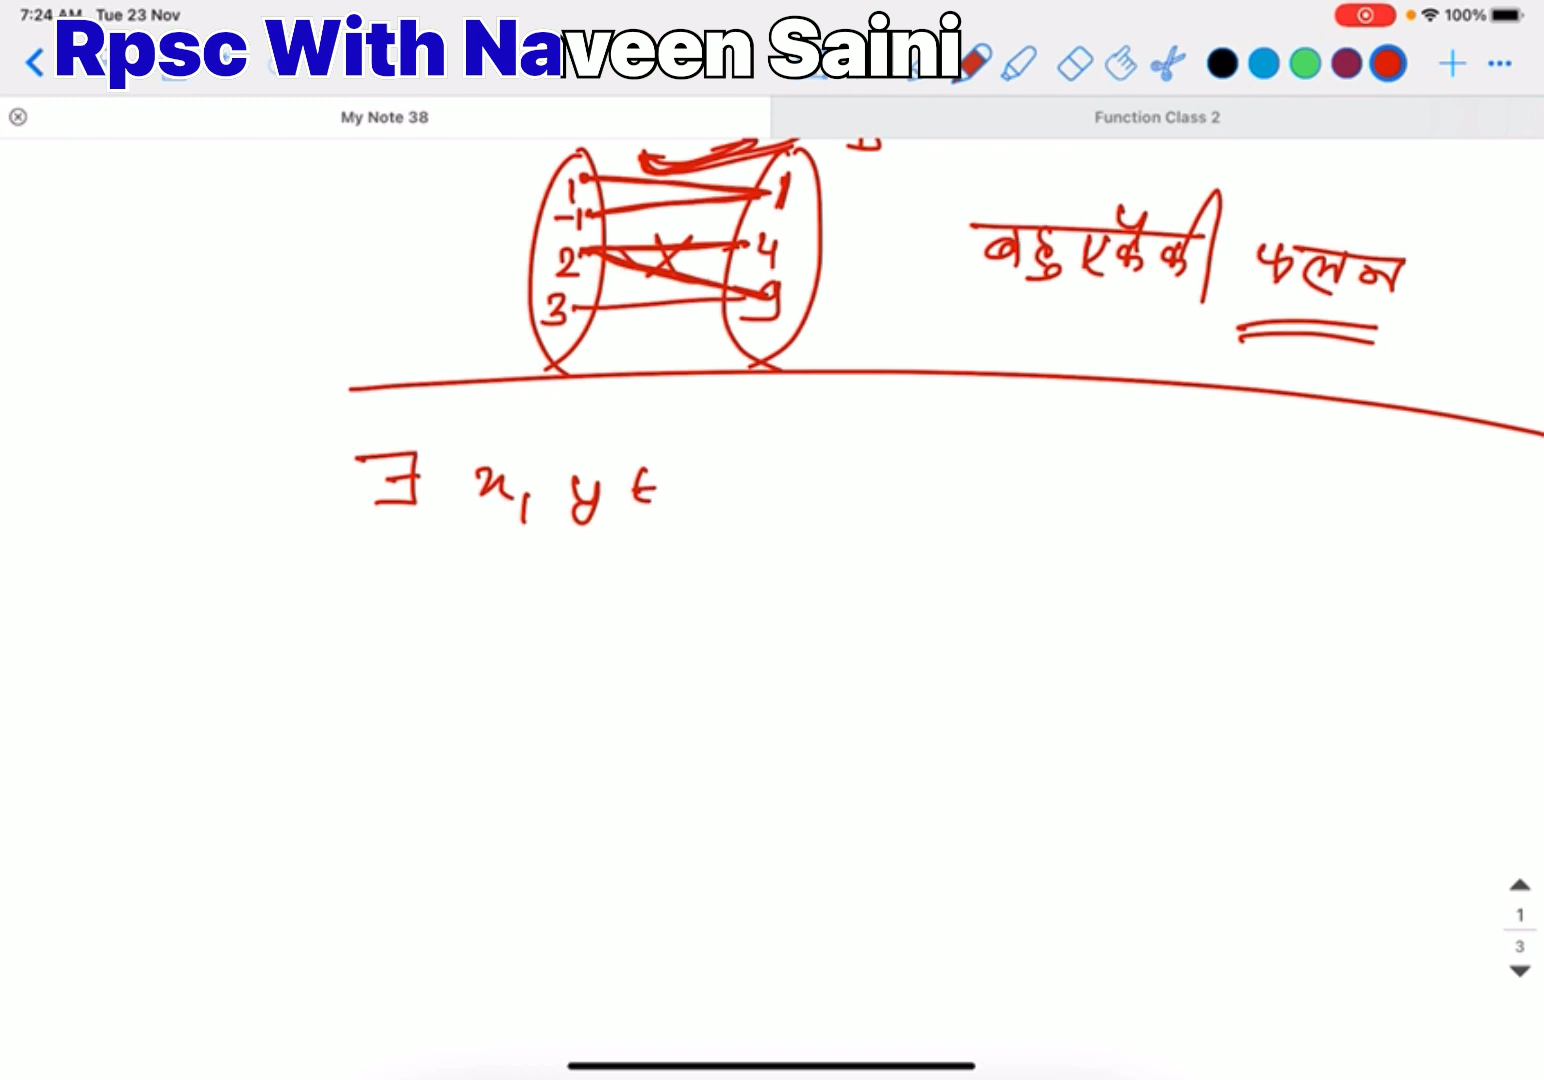 7:24 AM Tue 23 Nov
100%
Rpsc With Naveen Saini
My Note 38
Function Class 2
1 1
-1
2 4
3 9
बहुएकैकी फलन
∃ x, y ∈
1
3